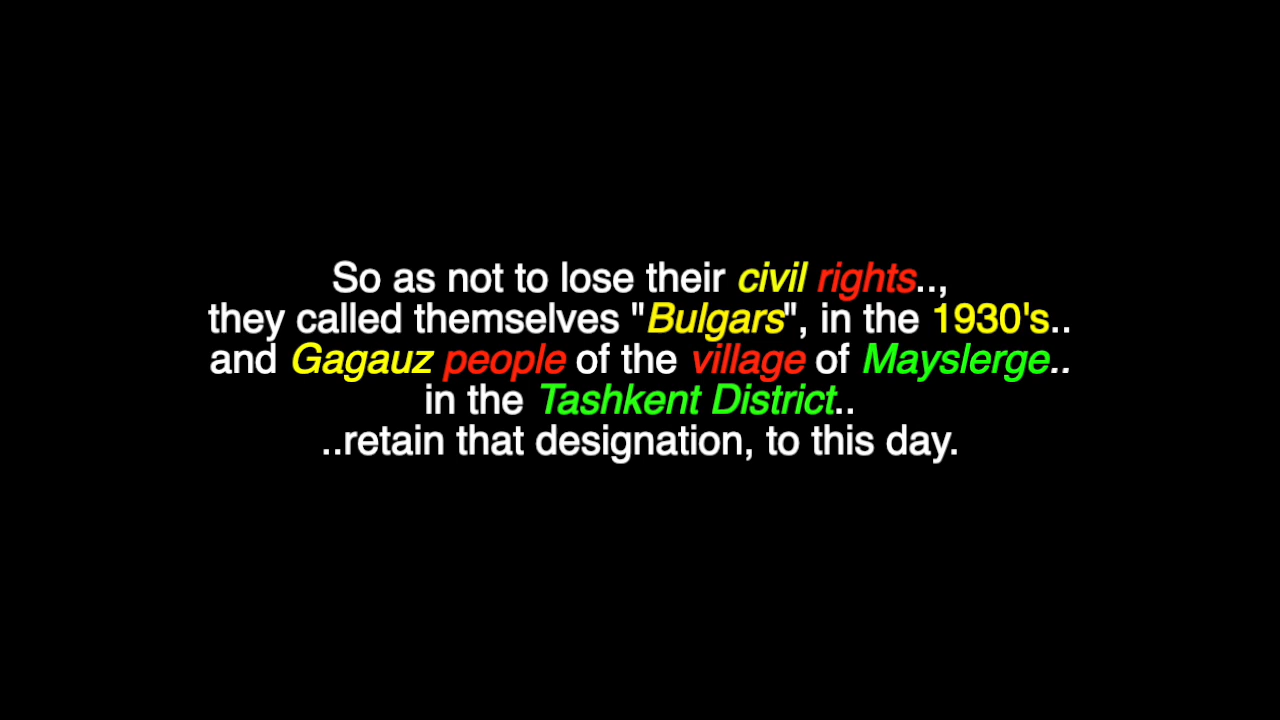 So as not to lose their civil rights..,
they called themselves "Bulgars", in the 1930's..
and Gagauz people of the village of Mayslerge..
in the Tashkent District..
..retain that designation, to this day.